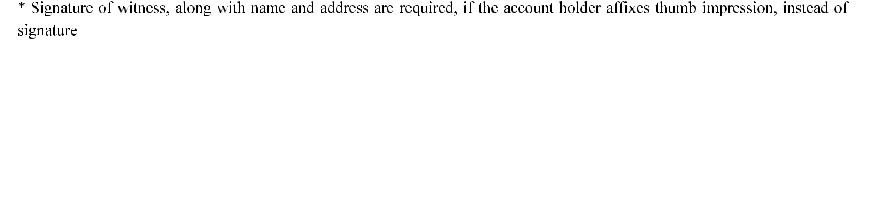 * Signature of witness, along with name and address are required, if the account holder affixes thumb impression, instead of
signature